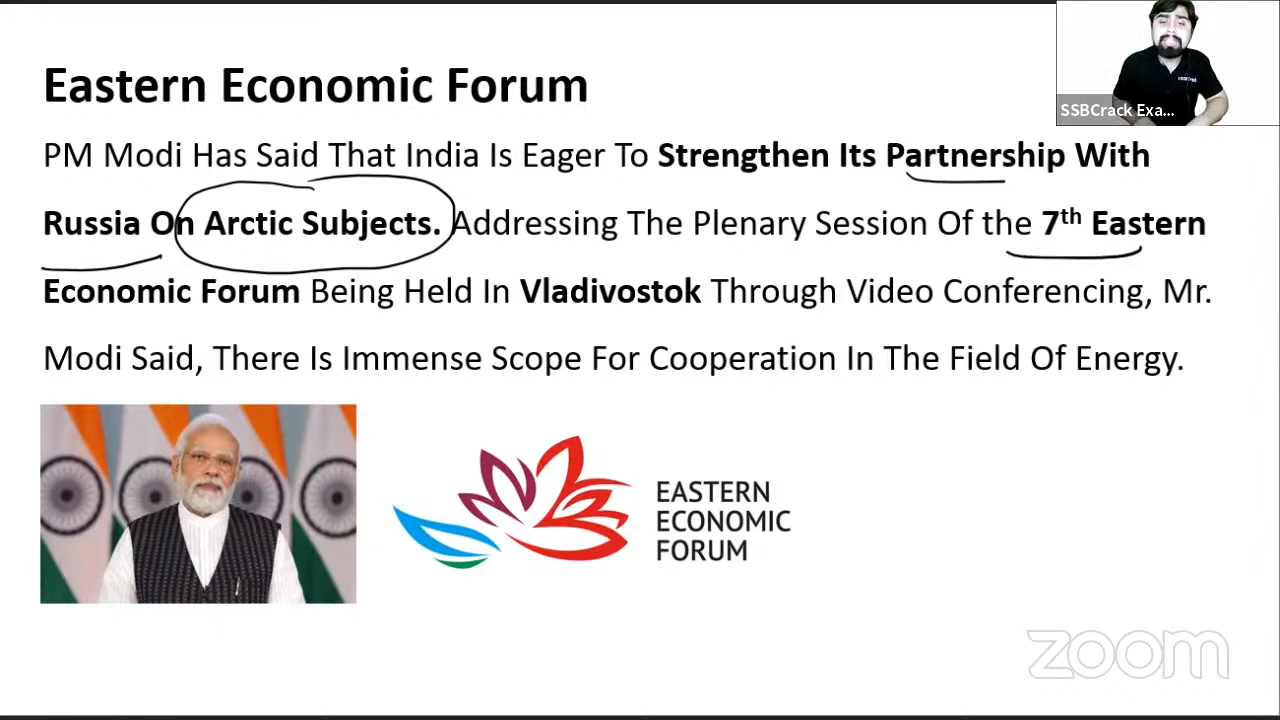 Eastern Economic Forum
SSBCrack Exa...
PM Modi Has Said That India Is Eager To Strengthen Its Partnership With
Russia On Arctic Subjects. Addressing The Plenary Session Of the 7th Eastern
Economic Forum Being Held In Vladivostok Through Video Conferencing, Mr.
Modi Said, There Is Immense Scope For Cooperation In The Field Of Energy.
EASTERN
ECONOMIC
FORUM
zoom